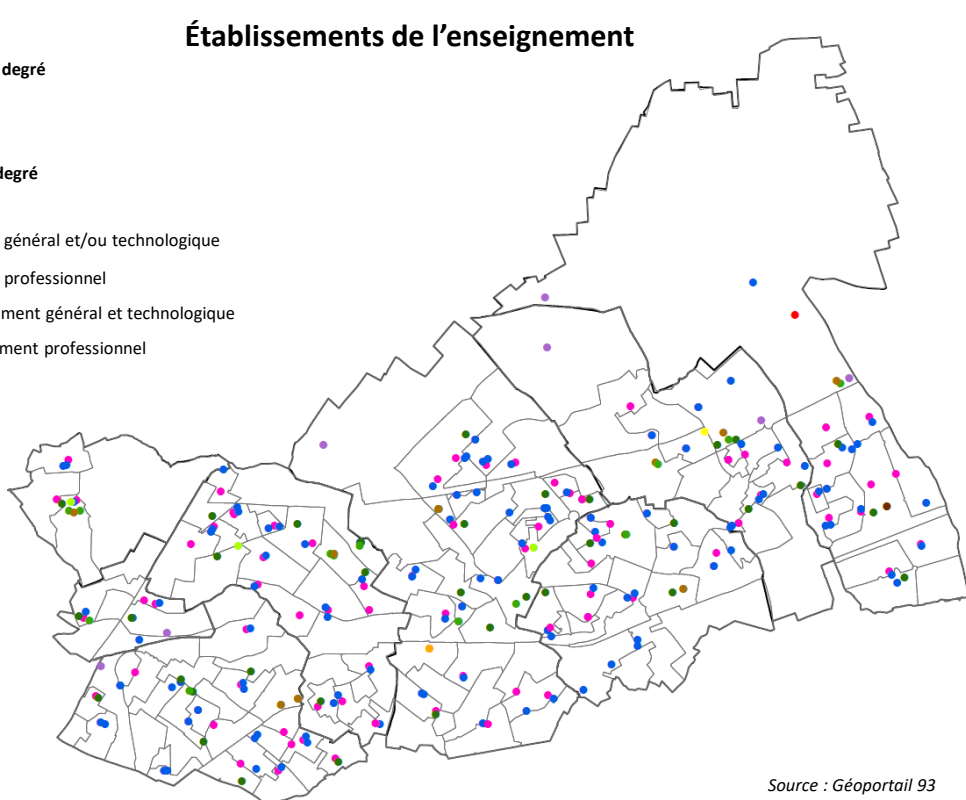 Établissements de l’enseignement
degré
degré
général et/ou technologique
professionnel
ment général et technologique
ment professionnel
Source : Géoportail 93